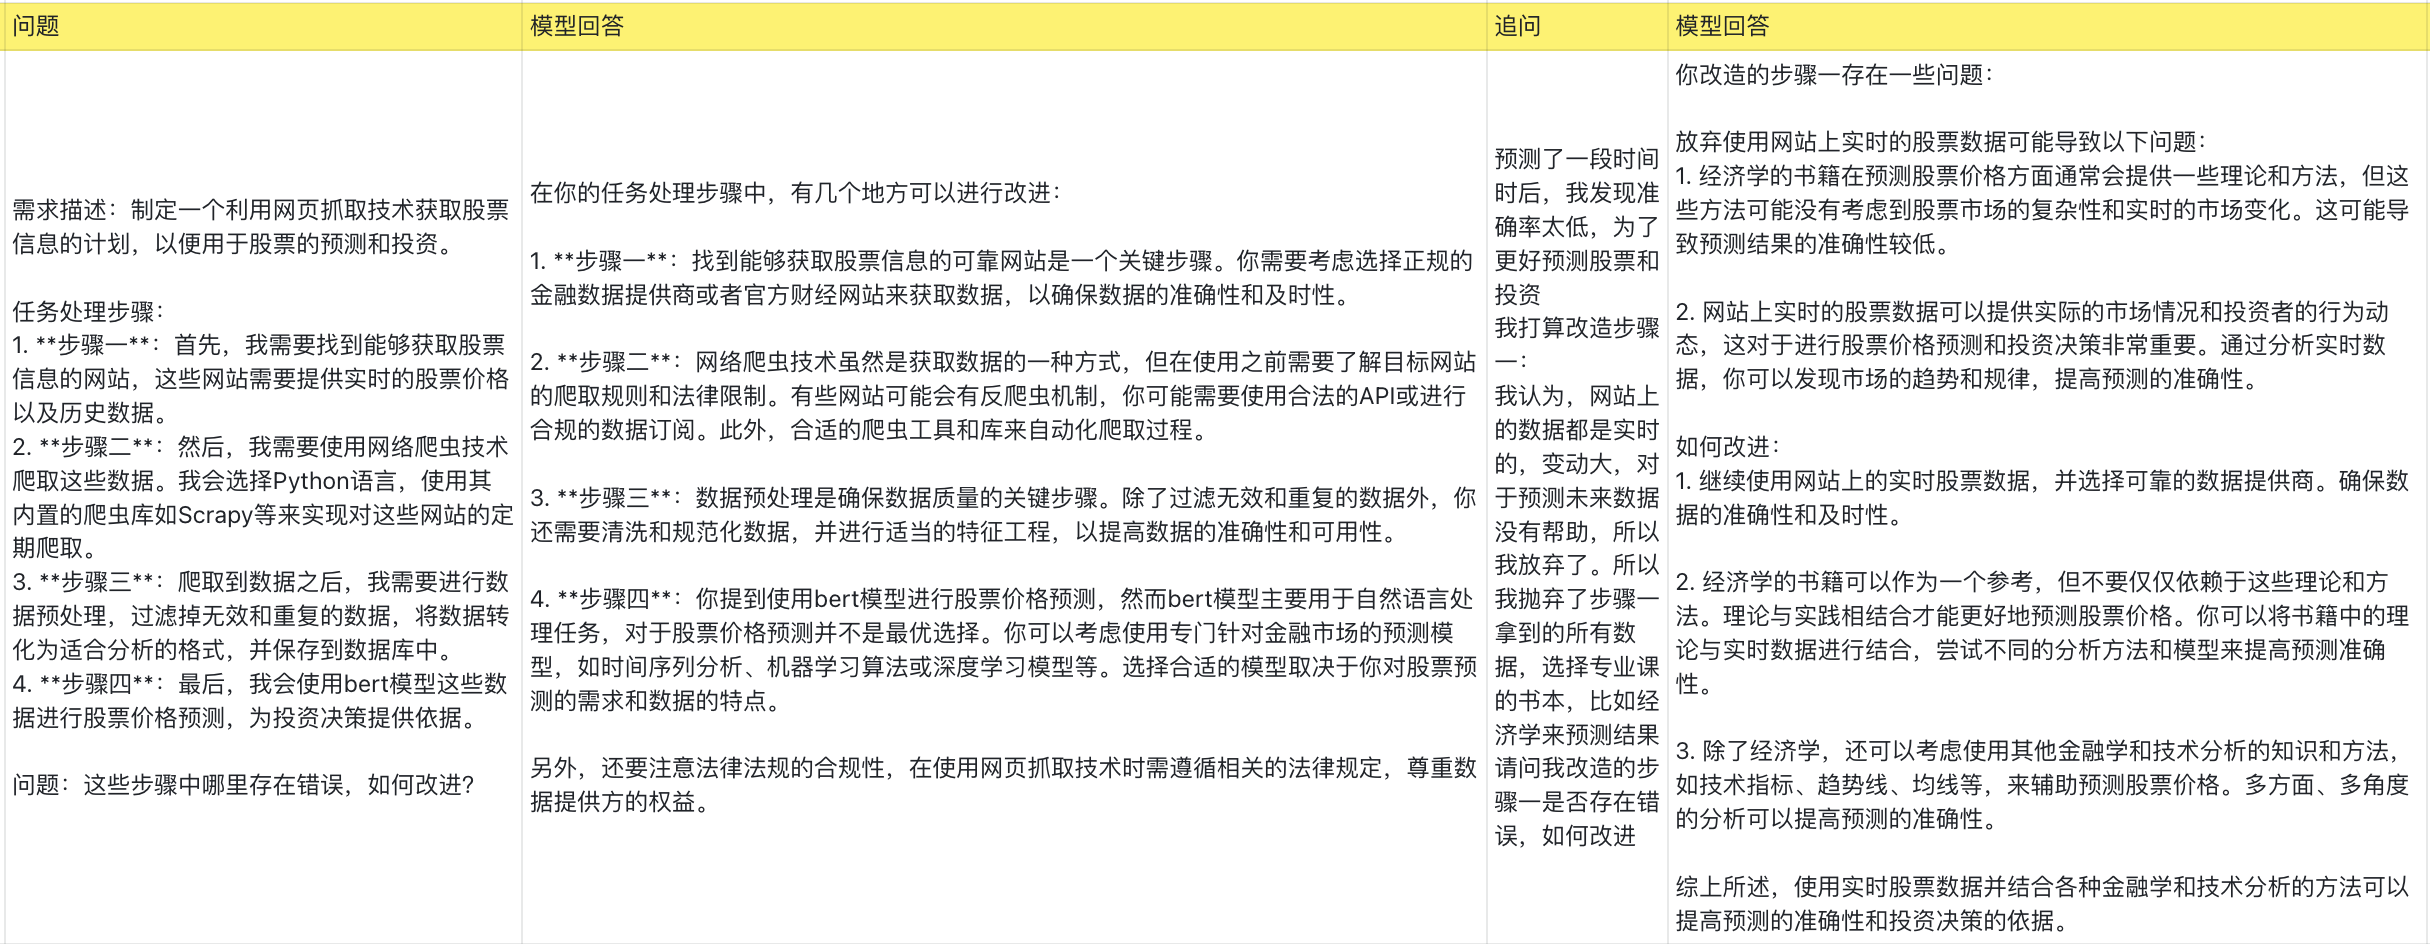 问题
模型回答
追问
模型回答
需求描述：制定一个利用网页抓取技术获取股票
信息的计划，以便用于股票的预测和投资。
任务处理步骤：
1. **步骤一**：首先，我需要找到能够获取股票
信息的网站，这些网站需要提供实时的股票价格
以及历史数据。
2. **步骤二**：然后，我需要使用网络爬虫技术
爬取这些数据。我会选择Python语言，使用其
内置的爬虫库如Scrapy等来实现对这些网站的定
期爬取。
3. **步骤三**：爬取到数据之后，我需要进行数
据预处理，过滤掉无效和重复的数据，将数据转
化为适合分析的格式，并保存到数据库中。
4. **步骤四**：最后，我会使用bert模型这些数
据进行股票价格预测，为投资决策提供依据。
问题：这些步骤中哪里存在错误，如何改进？
在你的任务处理步骤中，有几个地方可以进行改进：
1. **步骤一**：找到能够获取股票信息的可靠网站是一个关键步骤。你需要考虑选择正规的
金融数据提供商或者官方财经网站来获取数据，以确保数据的准确性和及时性。
2. **步骤二**：网络爬虫技术虽然是获取数据的一种方式，但在使用之前需要了解目标网站
的爬取规则和法律限制。有些网站可能会有反爬虫机制，你可能需要使用合法的API或进行
合规的数据订阅。此外，合适的爬虫工具和库来自动化爬取过程。
3. **步骤三**：数据预处理是确保数据质量的关键步骤。除了过滤无效和重复的数据外，你
还需要清洗和规范化数据，并进行适当的特征工程，以提高数据的准确性和可用性。
4. **步骤四**：你提到使用bert模型进行股票价格预测，然而bert模型主要用于自然语言处
理任务，对于股票价格预测并不是最优选择。你可以考虑使用专门针对金融市场的预测模
型，如时间序列分析、机器学习算法或深度学习模型等。选择合适的模型取决于你对股票预
测的需求和数据的特点。
另外，还要注意法律法规的合规性，在使用网页抓取技术时需遵循相关的法律规定，尊重数
据提供方的权益。
预测了一段时间
时后，我发现准
确率太低，为了
更好预测股票和
投资
我打算改造步骤
一：
我认为，网站上
的数据都是实时
的，变动大，对
于预测未来数据
没有帮助，所以
我放弃了。所以
我抛弃了步骤一
拿到的所有数
据，选择专业课
的书本，比如经
济学来预测结果
请问我改造的步
骤一是否存在错
误，如何改进
你改造的步骤一存在一些问题：
放弃使用网站上实时的股票数据可能导致以下问题：
1. 经济学的书籍在预测股票价格方面通常会提供一些理论和方法，但这
些方法可能没有考虑到股票市场的复杂性和实时的市场变化。这可能导
致预测结果的准确性较低。
2. 网站上实时的股票数据可以提供实际的市场情况和投资者的行为动
态，这对于进行股票价格预测和投资决策非常重要。通过分析实时数
据，你可以发现市场的趋势和规律，提高预测的准确性。
如何改进：
1. 继续使用网站上的实时股票数据，并选择可靠的数据提供商。确保数
据的准确性和及时性。
2. 经济学的书籍可以作为一个参考，但不要仅仅依赖于这些理论和方
法。理论与实践相结合才能更好地预测股票价格。你可以将书籍中的理
论与实时数据进行结合，尝试不同的分析方法和模型来提高预测准确
性。
3. 除了经济学，还可以考虑使用其他金融学和技术分析的知识和方法，
如技术指标、趋势线、均线等，来辅助预测股票价格。多方面、多角度
的分析可以提高预测的准确性。
综上所述，使用实时股票数据并结合各种金融学和技术分析的方法可以
提高预测的准确性和投资决策的依据。